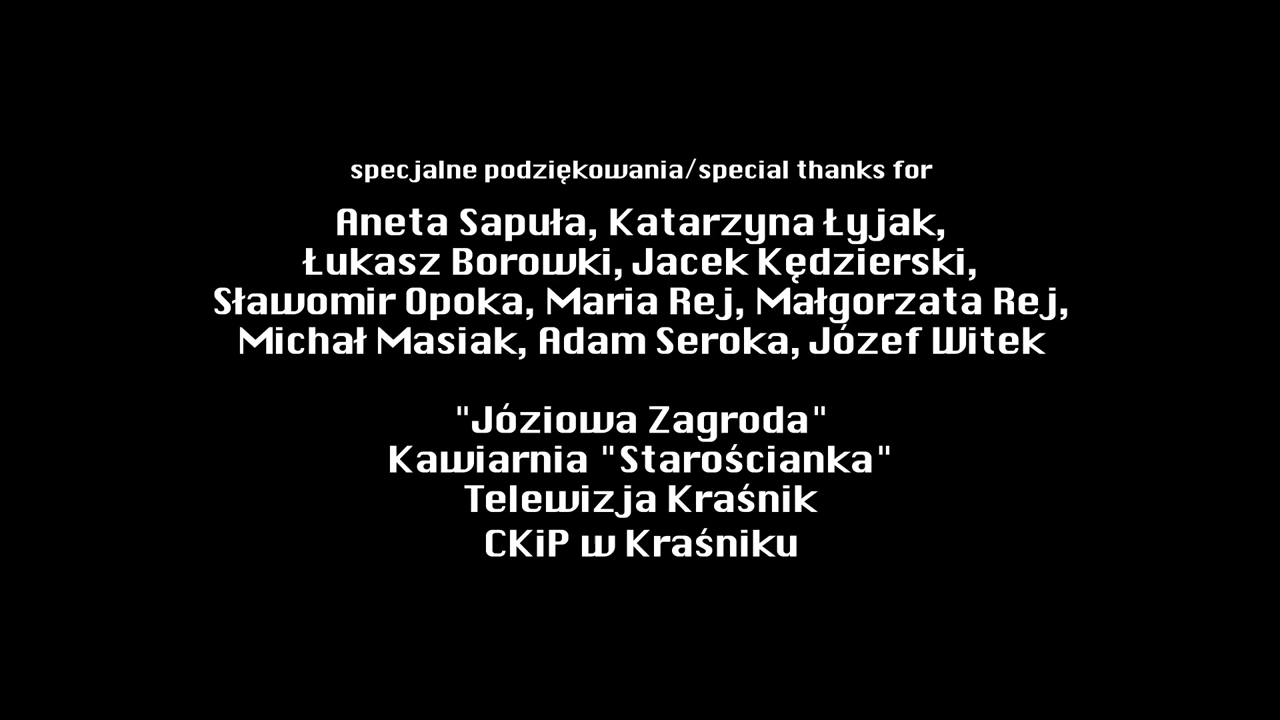 specjalne podziękowania/special thanks for
Aneta Sapuła, Katarzyna Łyjak,
Łukasz Borowki, Jacek Kędzierski,
Sławomir Opoka, Maria Rej, Małgorzata Rej,
Michał Masiak, Adam Seroka, Józef Witek
"Józiowa Zagroda"
Kawiarnia "Starościanka"
Telewizja Kraśnik
CKiP w Kraśniku